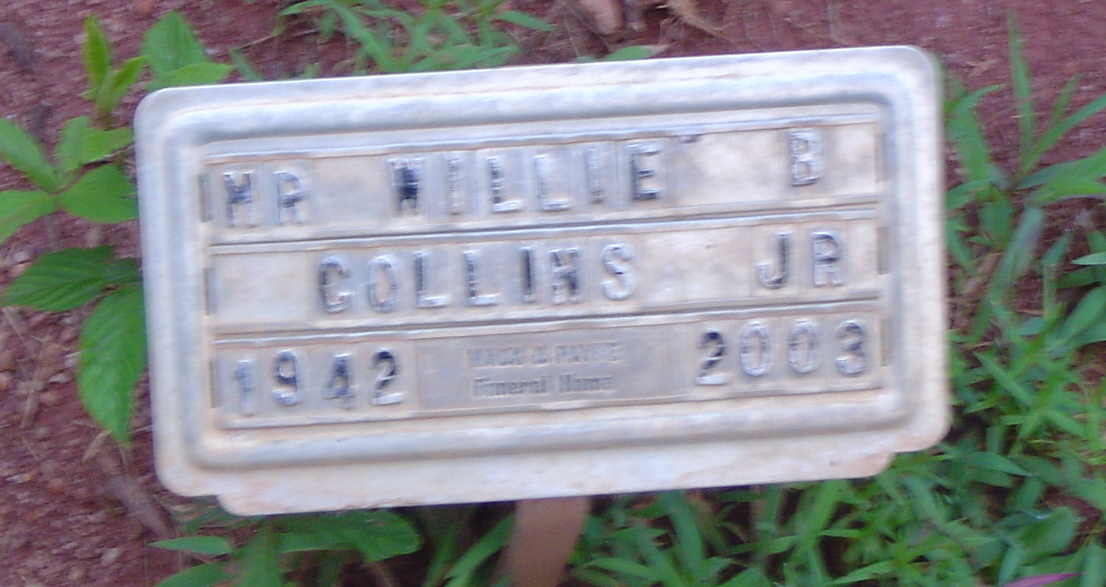 MR WILLIE B
COLLINS JR
1942 2003
Funeral Home